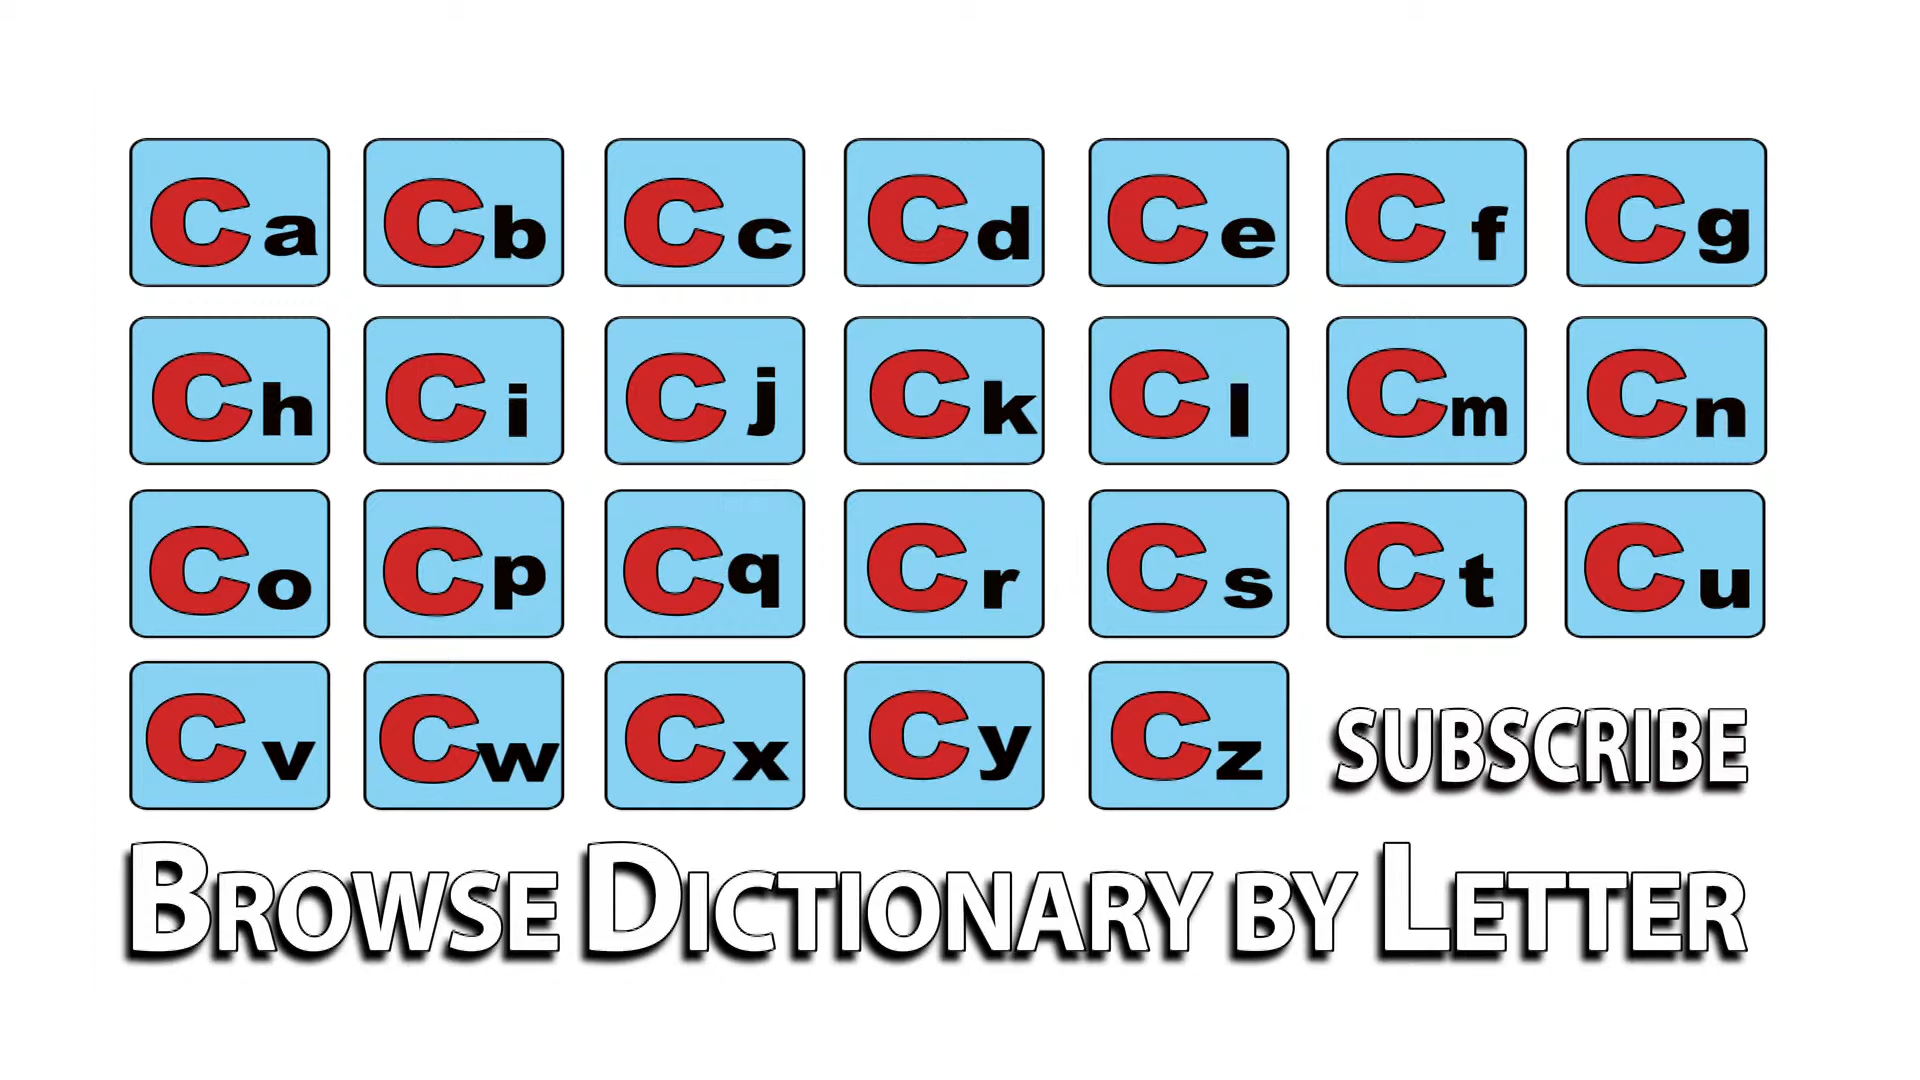 Ca Cb Cc Cd Ce Cf Cg
Ch Ci Cj Ck Cl Cm Cn
Co Cp Cq Cr Cs Ct Cu
Cv Cw Cx Cy Cz SUBSCRIBE
BROWSE DICTIONARY BY LETTER